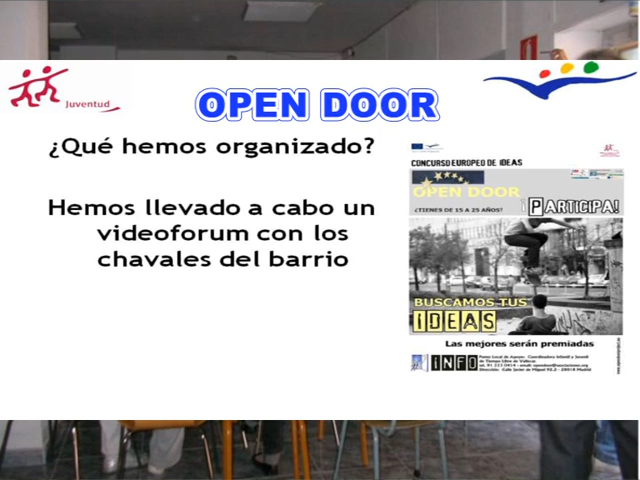 Juventud
OPEN DOOR
¿Qué hemos organizado?
Hemos llevado a cabo un
videoforum con los
chavales del barrio
CONCURSO EUROPEO DE IDEAS
OPEN DOOR
¿TIENES DE 15 A 25 AÑOS?
¡PARTICIPA!
BUSCAMOS TUS
IDEAS
Las mejores serán premiadas
INFO